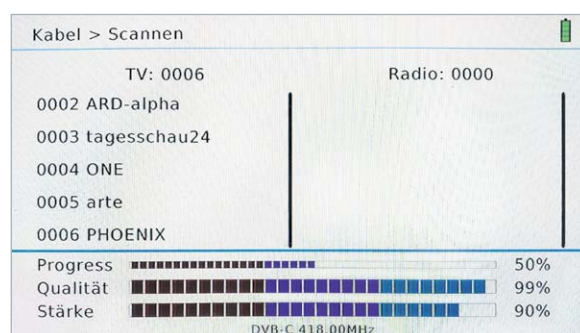 Kabel > Scannen
TV: 0006
Radio: 0000
0002 ARD-alpha
0003 tagesschau24
0004 ONE
0005 arte
0006 PHOENIX
Progress 50%
Qualität 99%
Stärke 90%
DVB-C 418.00MHz